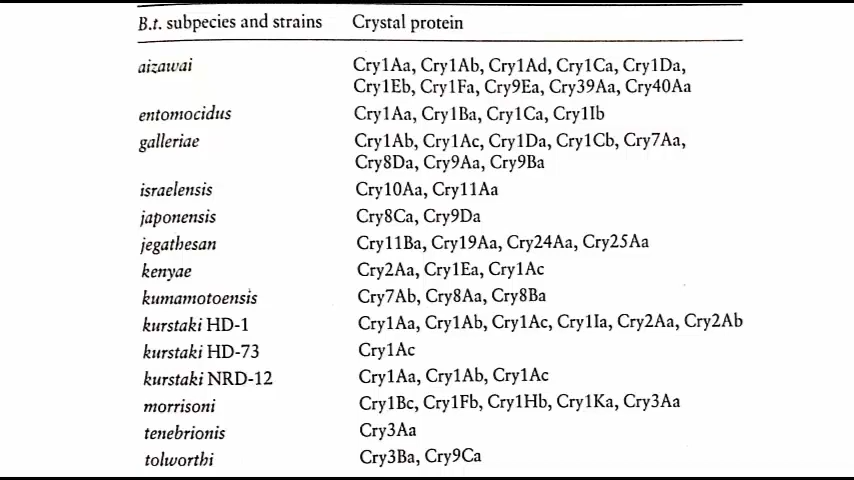 B.t. subpecies and strains Crystal protein
aizawai Cry1Aa, Cry1Ab, Cry1Ad, Cry1Ca, Cry1Da,
Cry1Eb, Cry1Fa, Cry9Ea, Cry39Aa, Cry40Aa
entomocidus Cry1Aa, Cry1Ba, Cry1Ca, Cry1Ib
galleriae Cry1Ab, Cry1Ac, Cry1Da, Cry1Cb, Cry7Aa,
Cry8Da, Cry9Aa, Cry9Ba
israelensis Cry10Aa, Cry11Aa
japonensis Cry8Ca, Cry9Da
jegathesan Cry11Ba, Cry19Aa, Cry24Aa, Cry25Aa
kenyae Cry2Aa, Cry1Ea, Cry1Ac
kumamotoensis Cry7Ab, Cry8Aa, Cry8Ba
kurstaki HD-1 Cry1Aa, Cry1Ab, Cry1Ac, Cry1Ia, Cry2Aa, Cry2Ab
kurstaki HD-73 Cry1Ac
kurstaki NRD-12 Cry1Aa, Cry1Ab, Cry1Ac
morrisoni Cry1Bc, Cry1Fb, Cry1Hb, Cry1Ka, Cry3Aa
tenebrionis Cry3Aa
tolworthi Cry3Ba, Cry9Ca